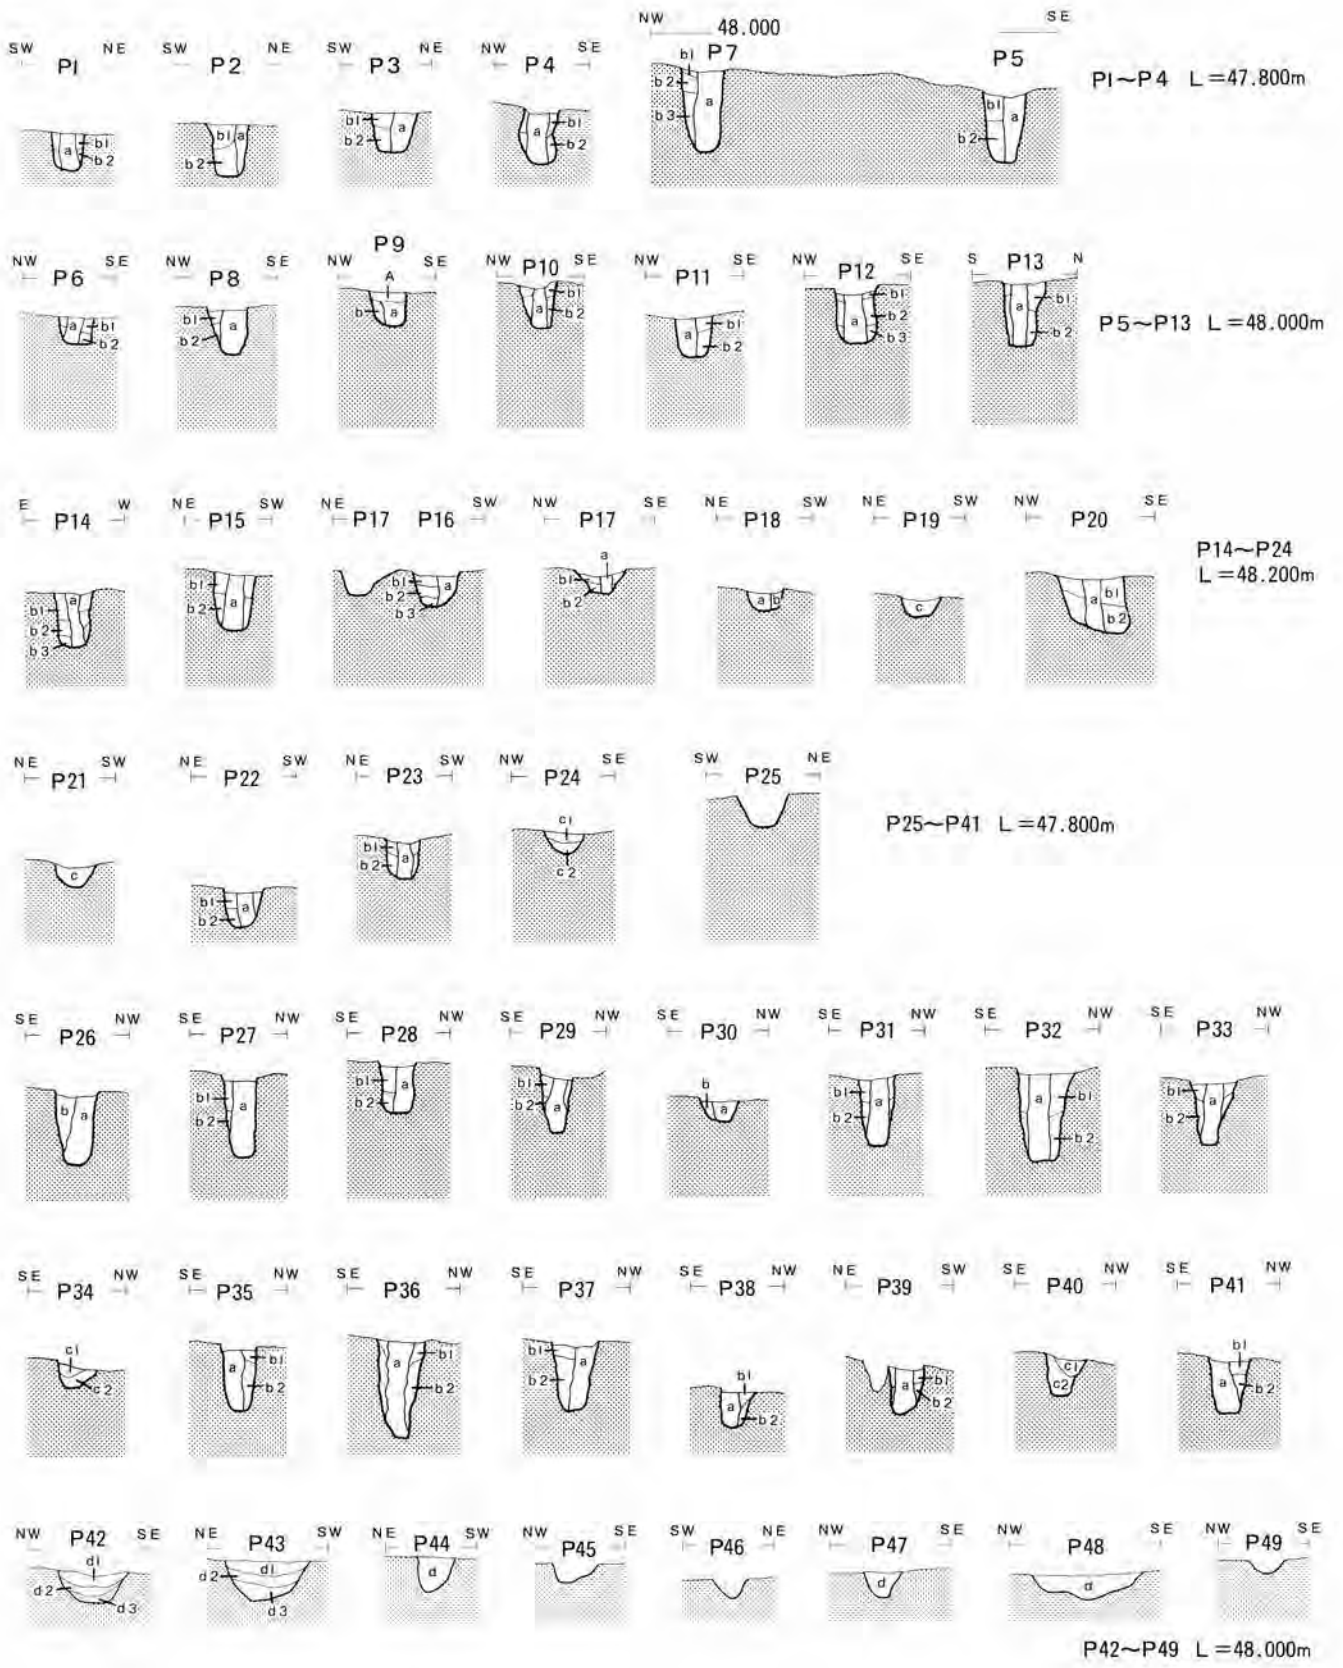 NW 48.000 SE
SW P1 NE SW P2 NE SW P3 NE NW P4 SE P7 P5
P1~P4 L=47.800m
a b1 b2
b1 a b2
b1 a b2
a b1 b2
b1 b2 a b3
b1 a b2
NW P6 SE NW P8 SE NW P9 SE NW P10 SE NW P11 SE NW P12 SE S P13 N
P5~P13 L=48.000m
a b1 b2
b1 a b2
A b a
b1 a b2
b1 a b2
b1 a b2 b3
b1 a b2
E P14 W NE P15 SW NE P17 P16 SW NW P17 SE NE P18 SW NE P19 SW NW P20 SE
P14~P24
L=48.200m
a b1 b2 b3
b1 a b2
b1 a b2 b3
a b1 b2
a b
c
a b1 b2
NE P21 SW NE P22 SW NE P23 SW NW P24 SE SW P25 NE
P25~P41 L=47.800m
c
b1 a b2
b1 a b2
c1 c2
SE P26 NW SE P27 NW SE P28 NW SE P29 NW SE P30 NW SE P31 NW SE P32 NW SE P33 NW
b a
b1 a b2
b1 a b2
b1 a b2
b a
b1 a b2
a b1 b2
b1 a b2
SE P34 NW SE P35 NW SE P36 NW SE P37 NW SE P38 NW NE P39 SW SE P40 NW SE P41 NW
c1 c2
a b1 b2
a b1 b2
b1 a b2
b1 a b2
a b1 b2
c1 c2
b1 a b2
NW P42 SE NE P43 SW NE P44 SW NW P45 SE SW P46 NE NW P47 SE NW P48 SE NW P49 SE
d1 d2 d3
d1 d2 d3
d
d
d
P42~P49 L=48.000m